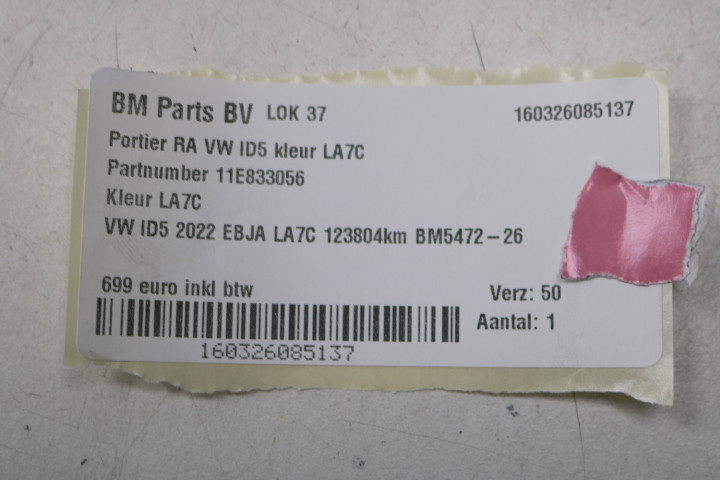 BM Parts BV LOK 37 160326085137
Portier RA VW ID5 kleur LA7C
Partnumber 11E833056
Kleur LA7C
VW ID5 2022 EBJA LA7C 123804km BM5472-26
699 euro inkl btw Verz: 50
Aantal: 1
160326085137